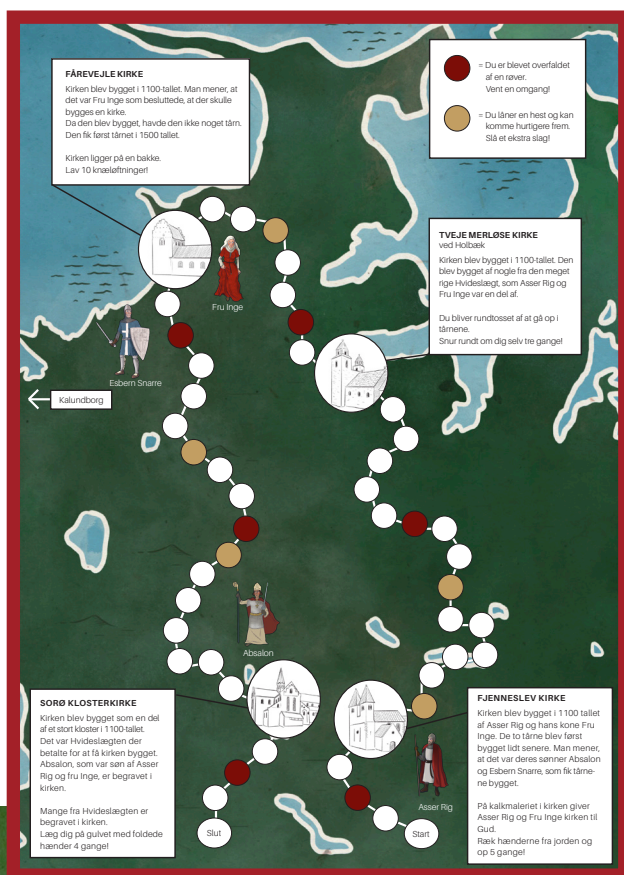 FÅREVEJLE KIRKE
Kirken blev bygget i 1100-tallet. Man mener, at
det var Fru Inge som besluttede, at der skulle
bygges en kirke.
Da den blev bygget, havde den ikke noget tårn.
Den fik først tårnet i 1500 tallet.
Kirken ligger på en bakke.
Lav 10 knæløftninger!
= Du er blevet overfaldet
af en røver.
Vent en omgang!
= Du låner en hest og kan
komme hurtigere frem.
Slå et ekstra slag!
TVEJE MERLØSE KIRKE
ved Holbæk
Kirken blev bygget i 1100-tallet. Den
blev bygget af nogle fra den meget
rige Hvideslægt, som Asser Rig og
Fru Inge var en del af.
Du bliver rundtosset af at gå op i
tårnene.
Snur rundt om dig selv tre gange!
Fru Inge
Esbern Snarre
Kalundborg
Absalon
SORØ KLOSTERKIRKE
Kirken blev bygget som en del
af et stort kloster i 1100-tallet.
Det var Hvideslægten der
betalte for at få kirken bygget.
Absalon, som var søn af Asser
Rig og fru Inge, er begravet i
kirken.
Mange fra Hvideslægten er
begravet i kirken.
Læg dig på gulvet med foldede
hænder 4 gange!
FJENNESLEV KIRKE
Kirken blev bygget i 1100 tallet
af Asser Rig og hans kone Fru
Inge. De to tårne blev først
bygget lidt senere. Man mener,
at det var deres sønner Absalon
og Esbern Snarre, som fik tårne-
ne bygget.
På kalkmaleriet i kirken giver
Asser Rig og Fru Inge kirken til
Gud.
Ræk hænderne fra jorden og
op 5 gange!
Asser Rig
Slut
Start